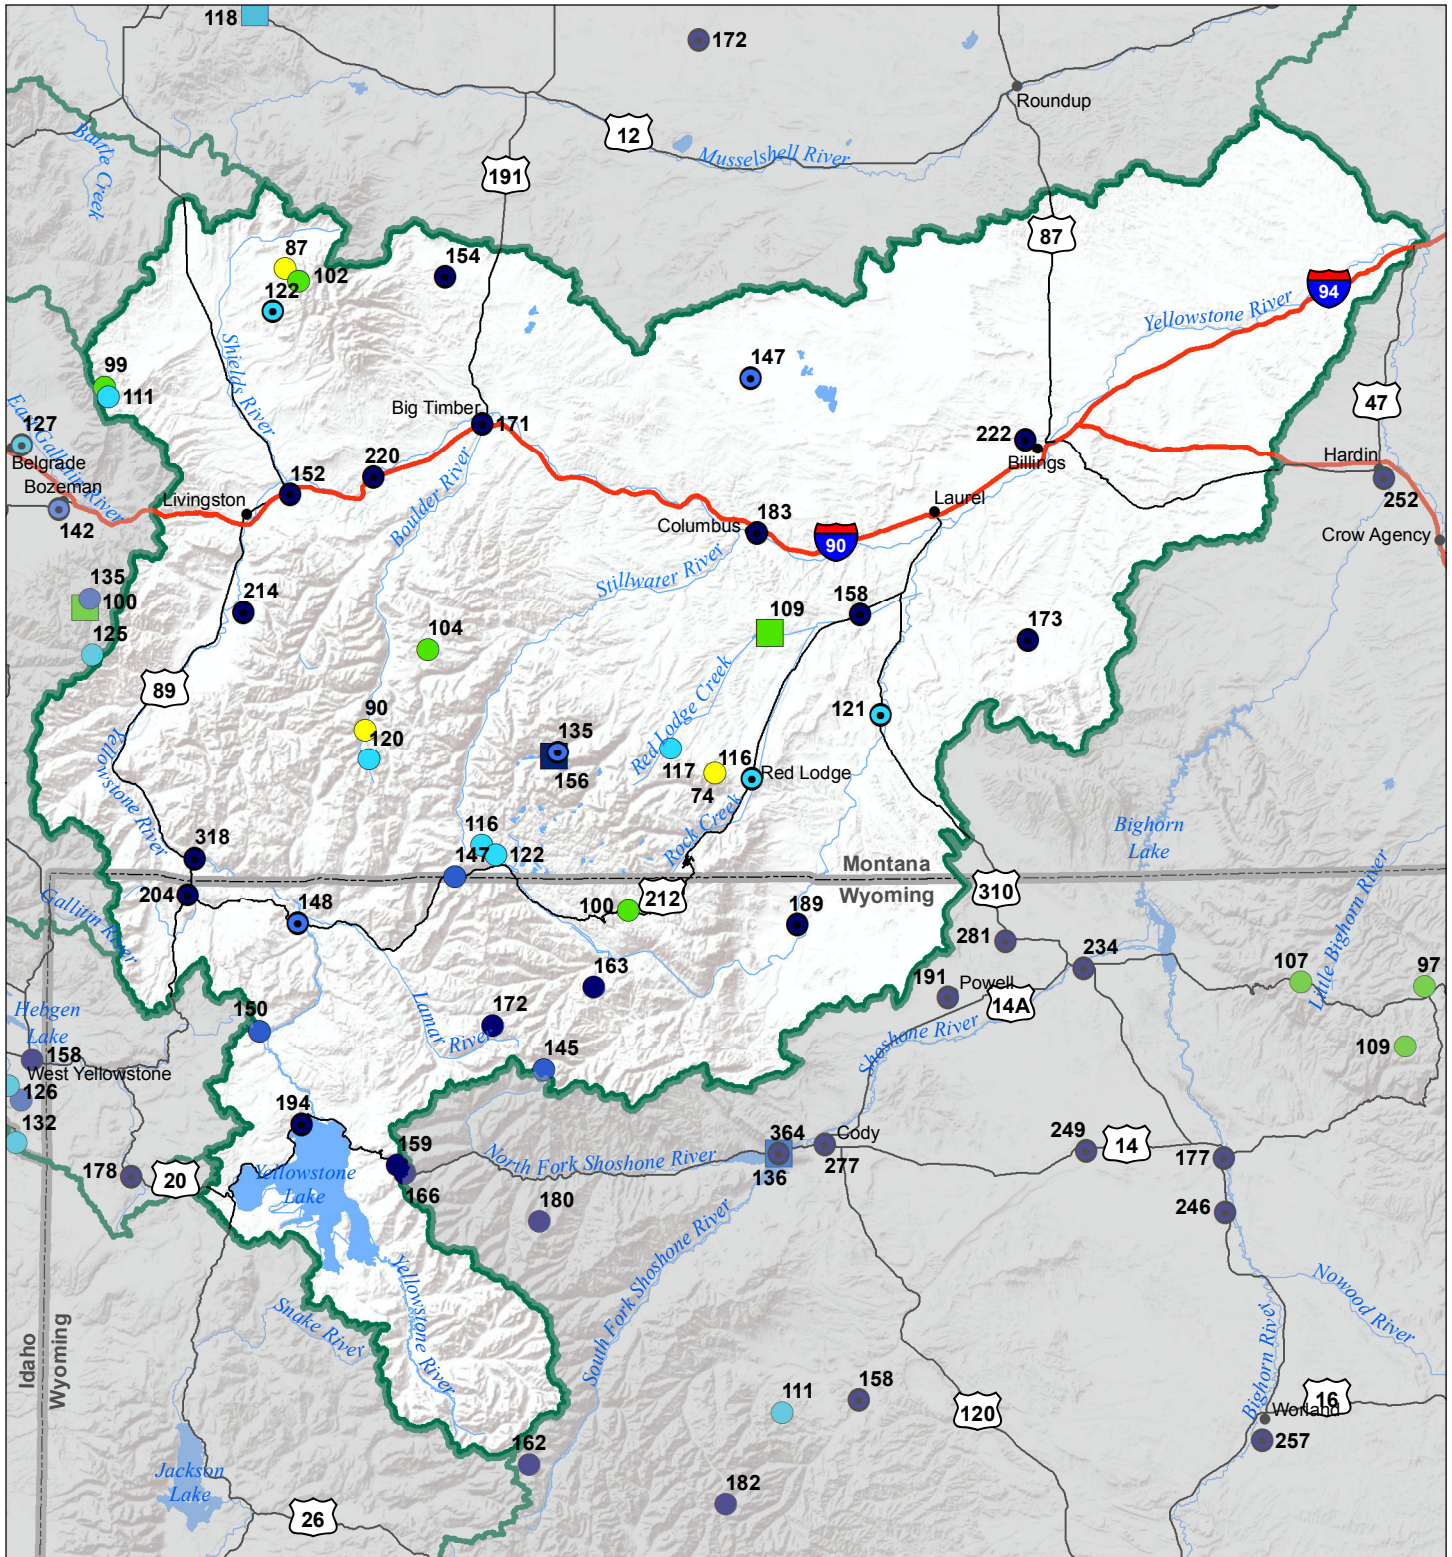 118
172
Roundup
12
Battle Creek
Musselshell River
191
87
87
154
102
122
94
Yellowstone River
Shields River
147
99
111
47
Big Timber
171
East Gallatin River
127
Belgrade
222
Billings
Hardin
220
152
Bozeman
142
Livingston
Boulder River
252
Laurel
183
Columbus
90
Crow Agency
Stillwater River
135
100
214
109
158
173
125
104
89
Red Lodge Creek
90
120
121
135
156
117
116
74
Red Lodge
Yellowstone River
Rock Creek
116
122
147
318
Bighorn
Lake
Montana
Wyoming
204
148
100
212
189
310
Gallitin River
Little Bighorn River
281
234
163
191
Powell
14A
107
97
Hebgen
Lake
150
172
Lamar River
145
Shoshone River
109
158
West Yellowstone
126
132
194
159
364
136
Cody
277
249
14
177
North Fork Shoshone River
178
20
Yellowstone
Lake
166
180
246
South Fork Shoshone River
Yellowstone River
Nowood River
Snake River
Idaho
Wyoming
Bighorn River
111
158
120
16
Worland
257
162
Jackson
Lake
182
26